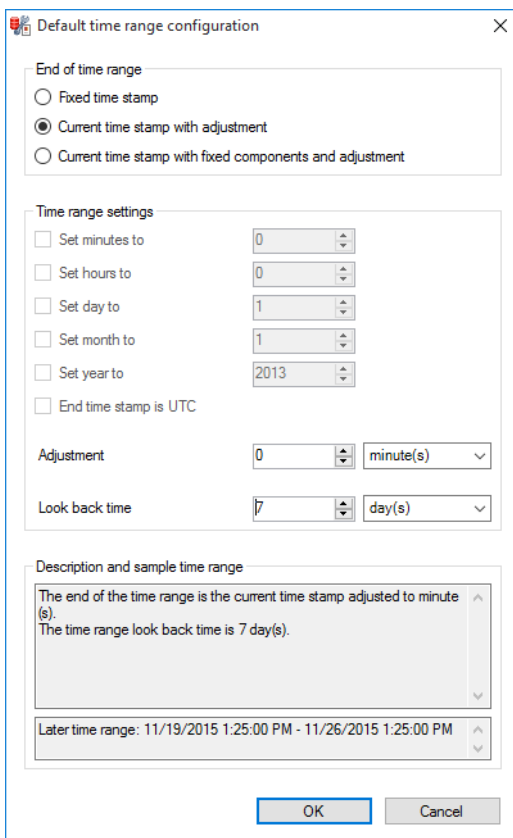 Default time range configuration
End of time range
Fixed time stamp
Current time stamp with adjustment
Current time stamp with fixed components and adjustment
Time range settings
Set minutes to 0
Set hours to 0
Set day to 1
Set month to 1
Set year to 2013
End time stamp is UTC
Adjustment 0 minute(s)
Look back time 7 day(s)
Description and sample time range
The end of the time range is the current time stamp adjusted to minute
(s).
The time range look back time is 7 day(s).
Later time range: 11/19/2015 1:25:00 PM - 11/26/2015 1:25:00 PM
OK Cancel